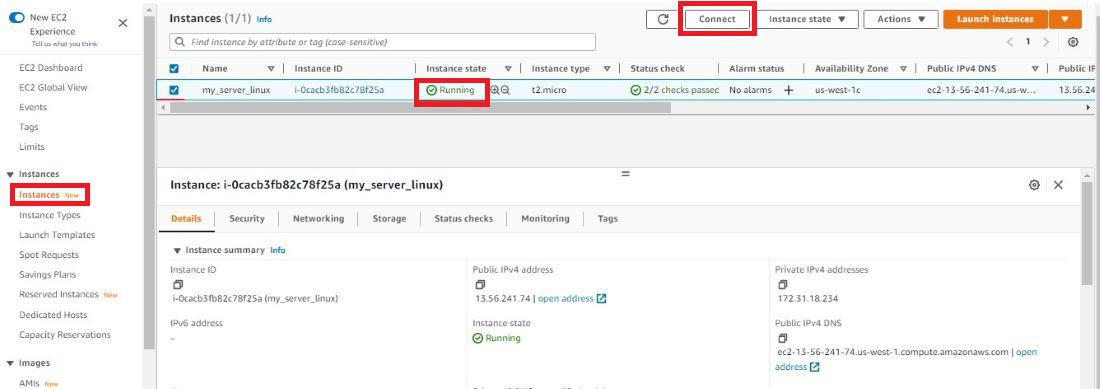 New EC2
Experience
Tell us what you think
EC2 Dashboard
EC2 Global View
Events
Tags
Limits
Instances
Instances New
Instance Types
Launch Templates
Spot Requests
Savings Plans
Reserved Instances New
Dedicated Hosts
Capacity Reservations
Images
AMIs New
Instances (1/1) Info
Connect
Instance state
Actions
Launch instances
Find instance by attribute or tag (case-sensitive)
1
Name Instance ID Instance state Instance type Status check Alarm status Availability Zone Public IPv4 DNS Public IP
my_server_linux i-0cacb3fb82c78f25a Running t2.micro 2/2 checks passed No alarms + us-west-1c ec2-13-56-241-74.us-w... 13.56.24
Instance: i-0cacb3fb82c78f25a (my_server_linux)
Details Security Networking Storage Status checks Monitoring Tags
Instance summary Info
Instance ID Public IPv4 address Private IPv4 addresses
i-0cacb3fb82c78f25a (my_server_linux) 13.56.241.74 | open address 172.31.18.234
IPv6 address Instance state Public IPv4 DNS
– Running ec2-13-56-241-74.us-west-1.compute.amazonaws.com | open
address